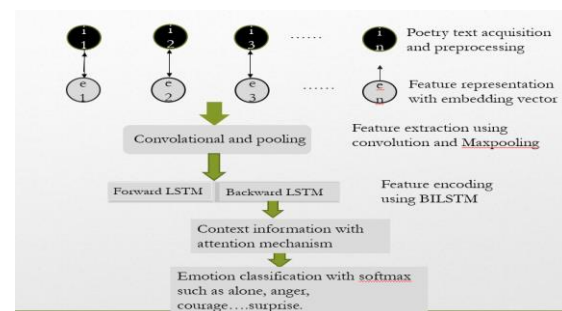 i 1 i 2 i 3 ...... i n Poetry text acquisition
and preprocessing
e 1 e 2 e 3 ...... e n Feature representation
with embedding vector
Convolational and pooling
Feature extraction using
convolution and Maxpooling
Forward LSTM Backward LSTM
Feature encoding
using BILSTM
Context information with
attention mechanism
Emotion classification with softmax
such as alone, anger,
courage....surprise.